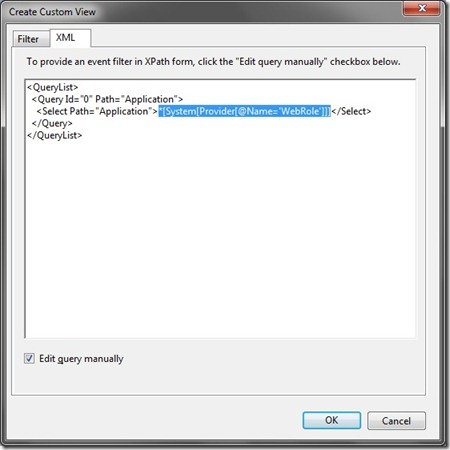 Create Custom View
Filter
XML
To provide an event filter in XPath form, click the "Edit query manually" checkbox below.
<QueryList>
<Query Id="0" Path="Application">
<Select Path="Application">*[System[Provider[@Name='WebRole']]]</Select>
</Query>
</QueryList>
Edit query manually
OK
Cancel